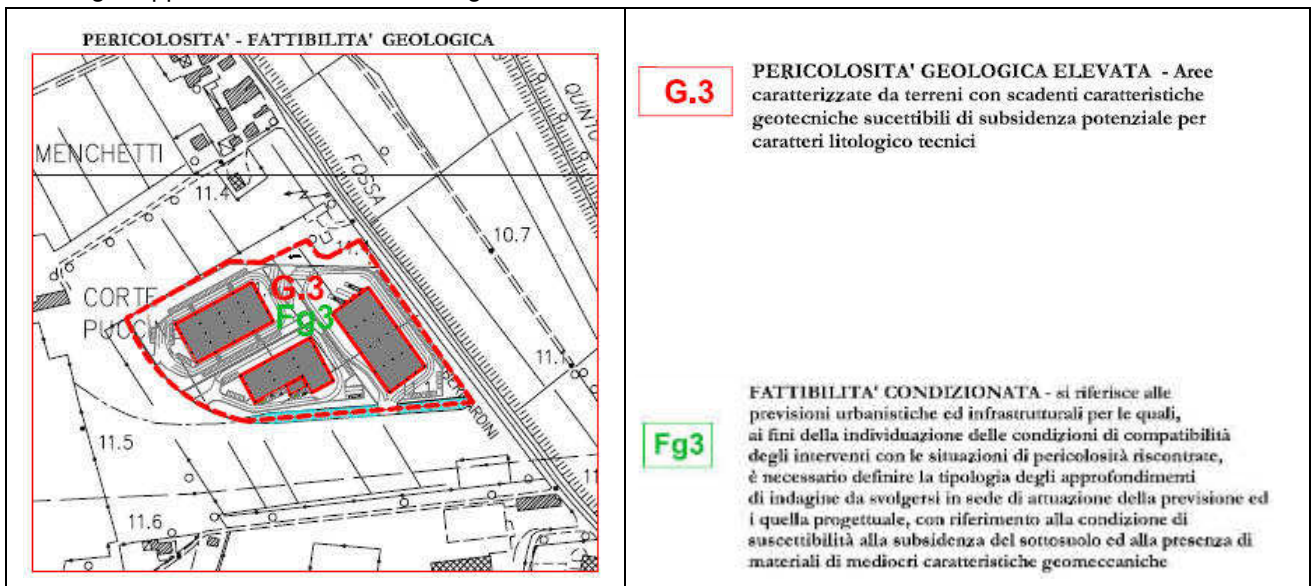 PERICOLOSITA' - FATTIBILITA' GEOLOGICA
MENCHETTI
11.4
FOSSA
QUINTO
10.7
11.
G.3
Fg3
CORTE
PUCCINE
11.1
11.5
11.6
G.3
PERICOLOSITA' GEOLOGICA ELEVATA - Aree
caratterizzate da terreni con scadenti caratteristiche
geotecniche sucettibili di subsidenza potenziale per
caratteri litologico tecnici
Fg3
FATTIBILITA' CONDIZIONATA - si riferisce alle
previsioni urbanistiche ed infrastrutturali per le quali,
ai fini della individuazione delle condizioni di compatibilità
degli interventi con le situazioni di pericolosità riscontrate,
è necessario definire la tipologia degli approfondimenti
di indagine da svolgersi in sede di attuazione della previsione ed
i quella progettuale, con riferimento alla condizione di
suscettibilità alla subsidenza del sottosuolo ed alla presenza di
materiali di mediocri caratteristiche geomeccaniche